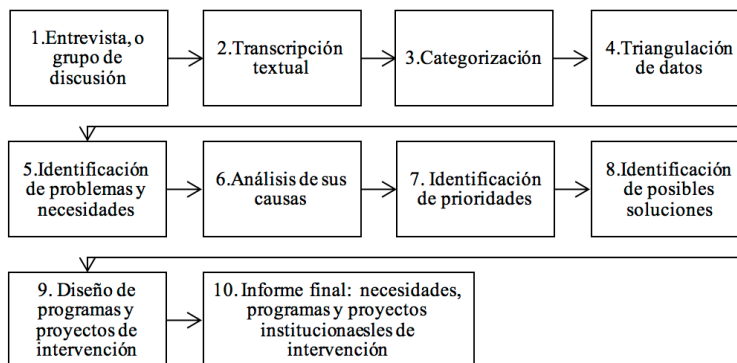 1.Entrevista, o
grupo de
discusión
2.Transcripción
textual
3.Categorización
4.Triangulación
de datos
5.Identificación
de problemas y
necesidades
6.Análisis de sus
causas
7. Identificación
de prioridades
8.Identificación
de posibles
soluciones
9. Diseño de
programas y
proyectos de
intervención
10. Informe final: necesidades,
programas y proyectos
institucionaesles de
intervención